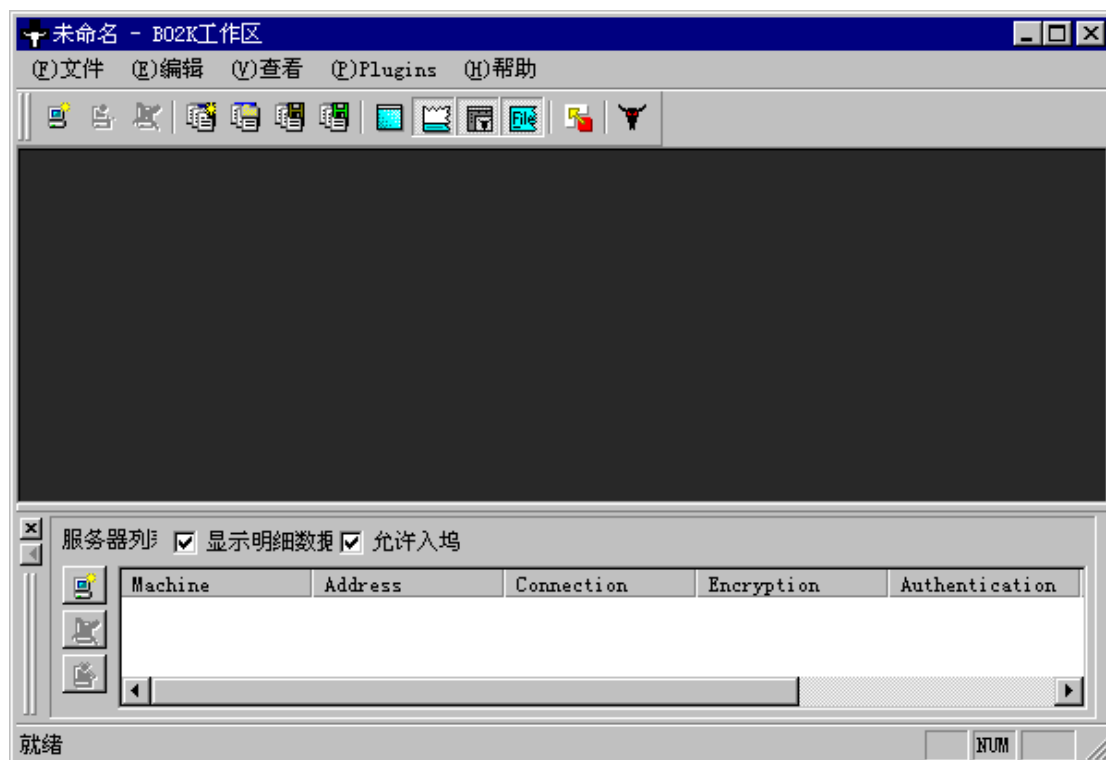 未命名 - BO2K工作区
(F)文件 (E)编辑 (V)查看 (P)Plugins (H)帮助
File
服务器列 显示明细数据 允许入坞
Machine Address Connection Encryption Authentication
就绪 NUM